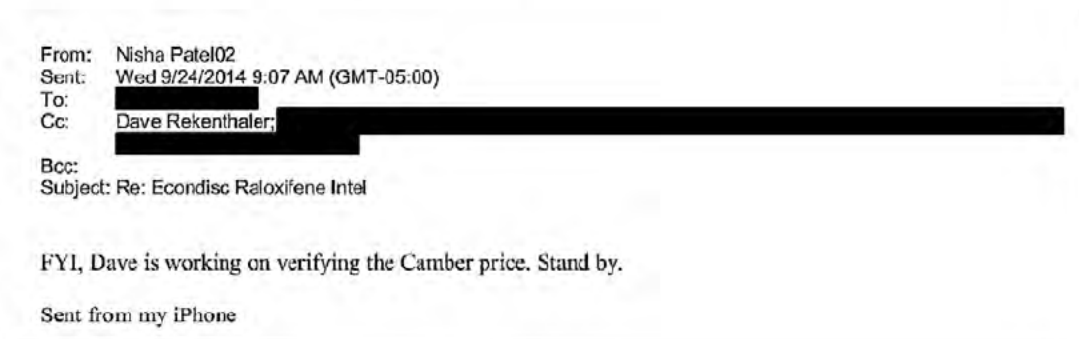 From: Nisha Patel02
Sent: Wed 9/24/2014 9:07 AM (GMT-05:00)
To:
Cc: Dave Rekenthaler;
Bcc:
Subject: Re: Econdisc Raloxifene Intel
FYI, Dave is working on verifying the Camber price. Stand by.
Sent from my iPhone